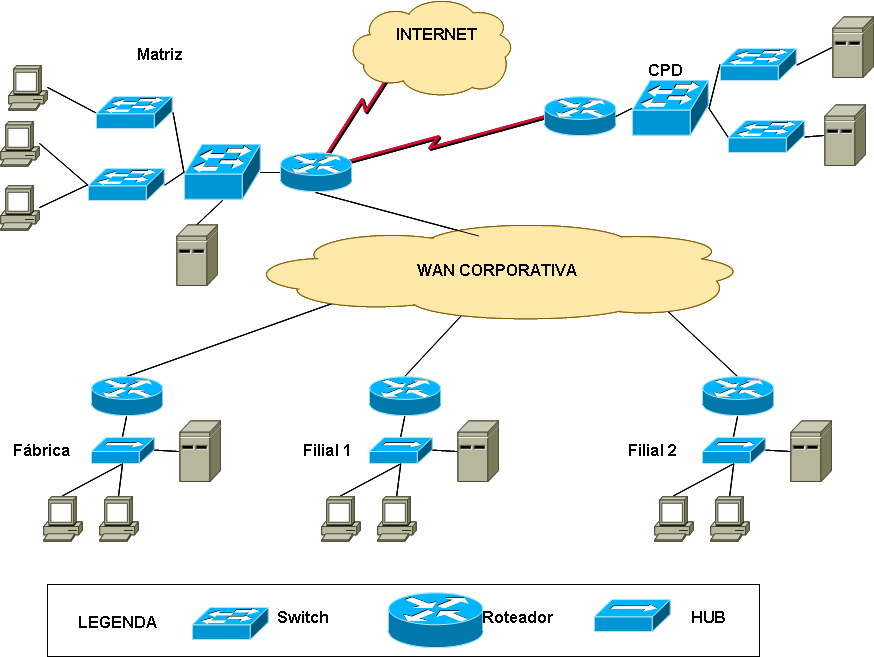 INTERNET
Matriz
CPD
WAN CORPORATIVA
Fábrica
Filial 1
Filial 2
LEGENDA
Switch
Roteador
HUB